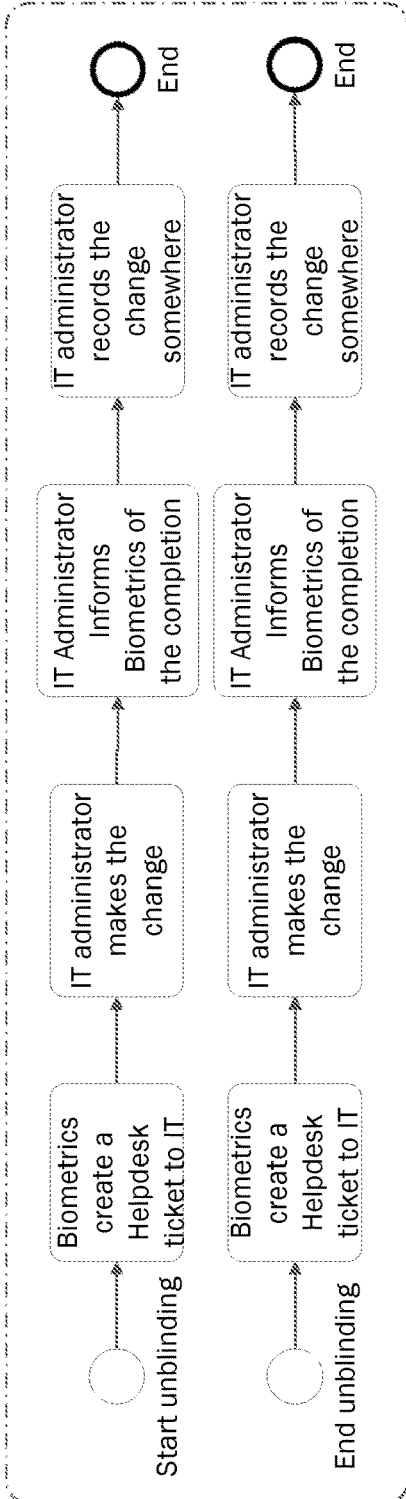 Start unblinding
Biometrics
create a
Helpdesk
ticket to IT
IT administrator
makes the
change
IT Administrator
Informs
Biometrics of
the completion
IT administrator
records the
change
somewhere
End
End unblinding
Biometrics
create a
Helpdesk
ticket to IT
IT administrator
makes the
change
IT Administrator
Informs
Biometrics of
the completion
IT administrator
records the
change
somewhere
End